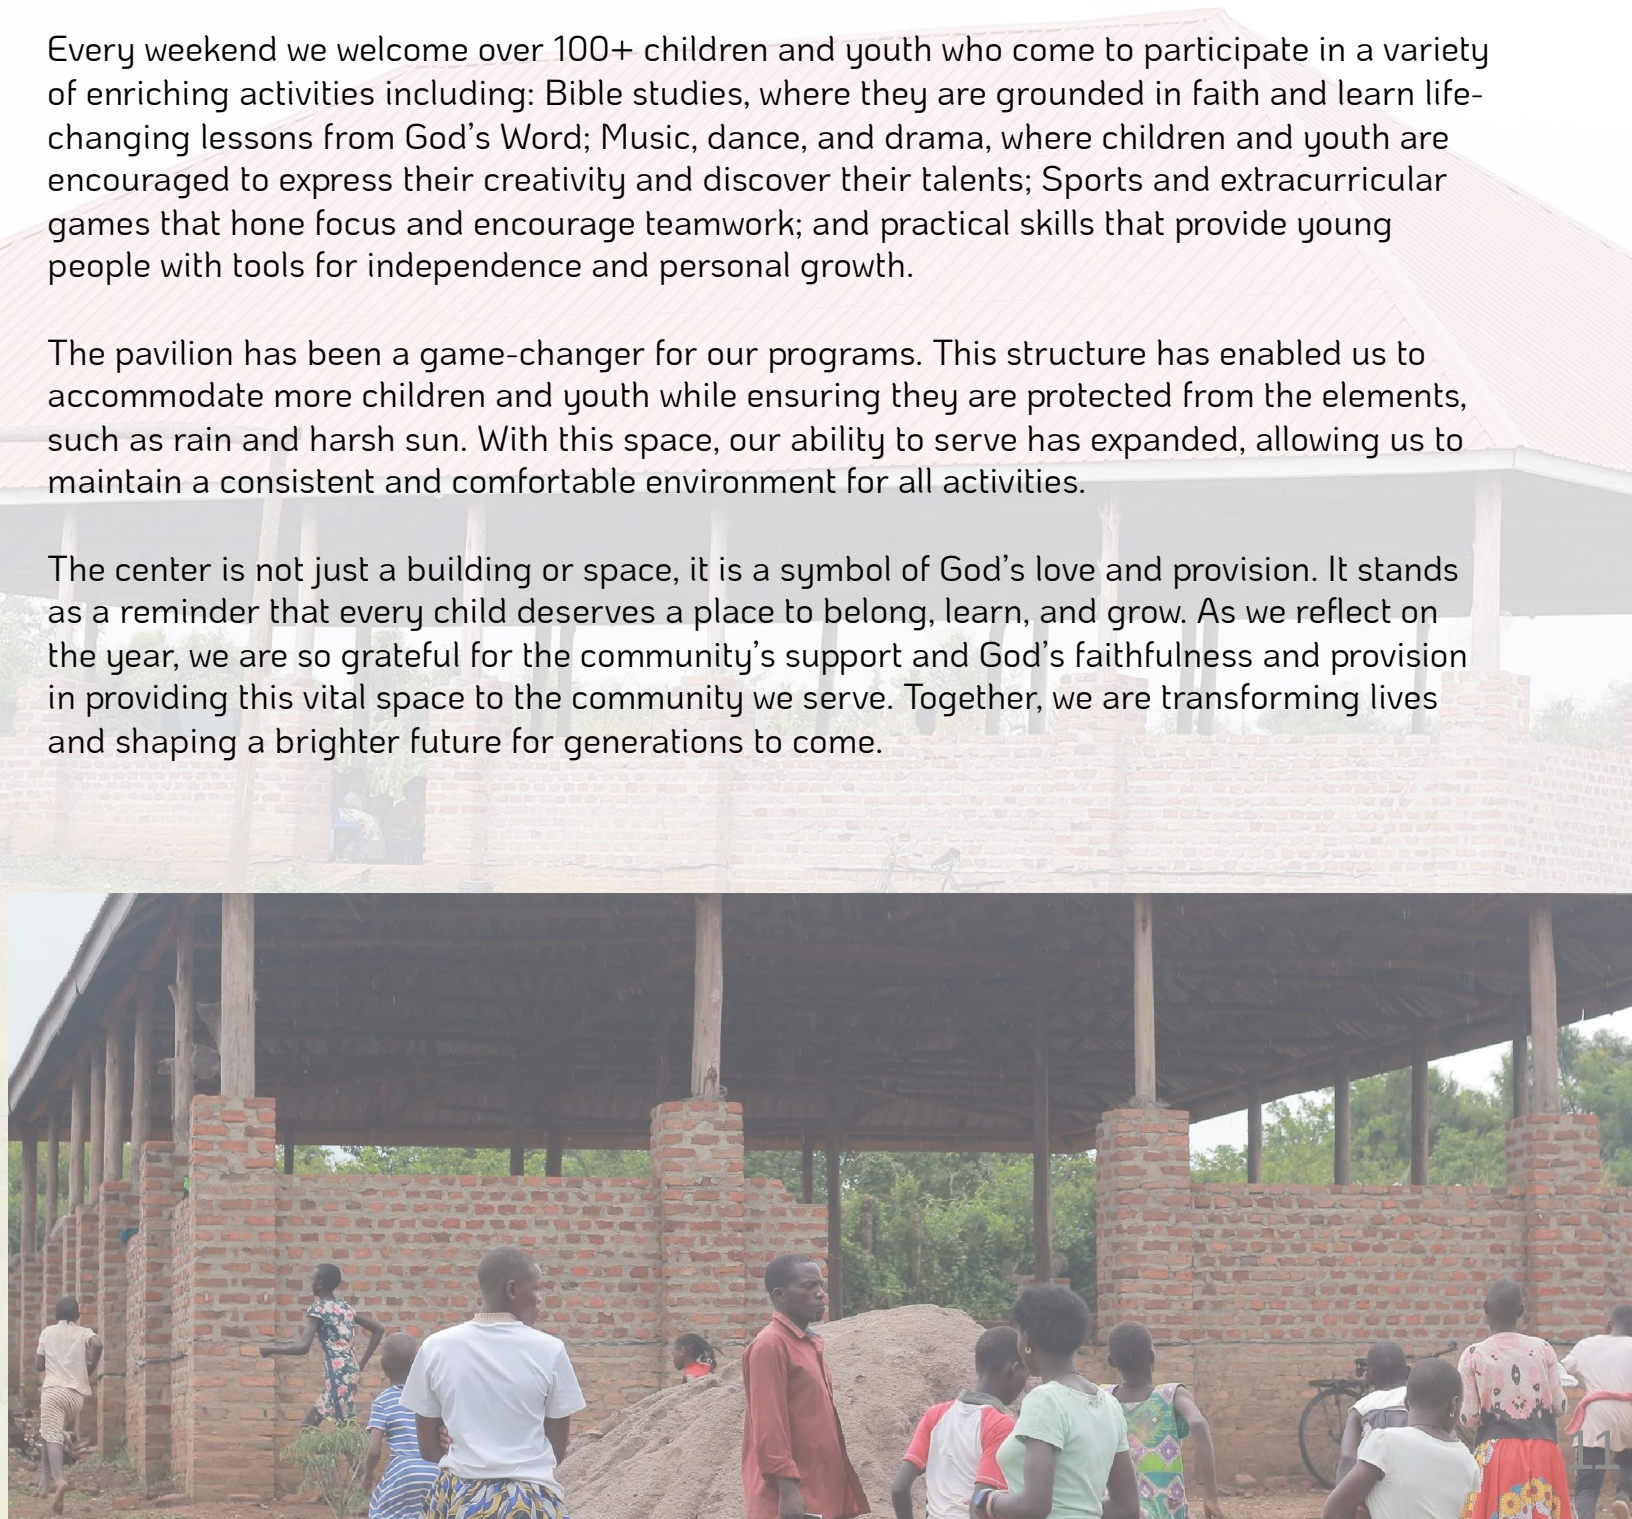 Every weekend we welcome over 100+ children and youth who come to participate in a variety
of enriching activities including: Bible studies, where they are grounded in faith and learn life-
changing lessons from God's Word; Music, dance, and drama, where children and youth are
encouraged to express their creativity and discover their talents; Sports and extracurricular
games that hone focus and encourage teamwork; and practical skills that provide young
people with tools for independence and personal growth.
The pavilion has been a game-changer for our programs. This structure has enabled us to
accommodate more children and youth while ensuring they are protected from the elements,
such as rain and harsh sun. With this space, our ability to serve has expanded, allowing us to
maintain a consistent and comfortable environment for all activities.
The center is not just a building or space, it is a symbol of God's love and provision. It stands
as a reminder that every child deserves a place to belong, learn, and grow. As we reflect on
the year, we are so grateful for the community's support and God's faithfulness and provision
in providing this vital space to the community we serve. Together, we are transforming lives
and shaping a brighter future for generations to come.
11